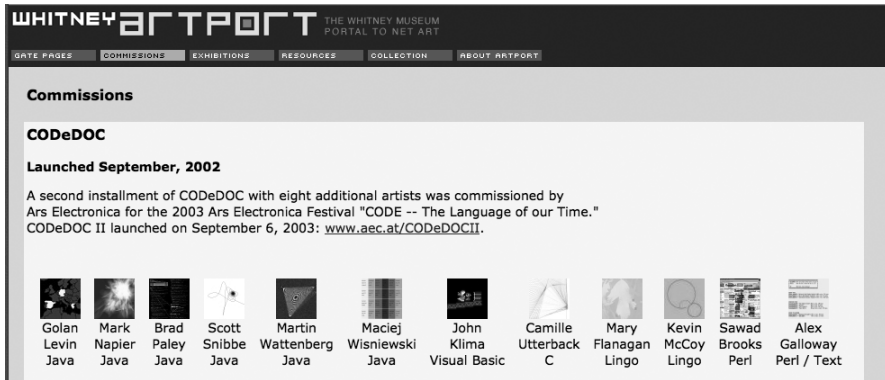 WHITNEY artport THE WHITNEY MUSEUM
PORTAL TO NET ART
GATE PAGES COMMISSIONS EXHIBITIONS RESOURCES COLLECTION ABOUT ARTPORT
Commissions
CODeDOC
Launched September, 2002
A second installment of CODeDOC with eight additional artists was commissioned by
Ars Electronica for the 2003 Ars Electronica Festival "CODE -- The Language of our Time."
CODeDOC II launched on September 6, 2003: www.aec.at/CODeDOCII.
Golan Mark Brad Scott Martin Maciej John Camille Mary Kevin Sawad Alex
Levin Napier Paley Snibbe Wattenberg Wisniewski Klima Utterback Flanagan McCoy Brooks Galloway
Java Java Java Java Java Java Visual Basic C Lingo Lingo Perl Perl / Text